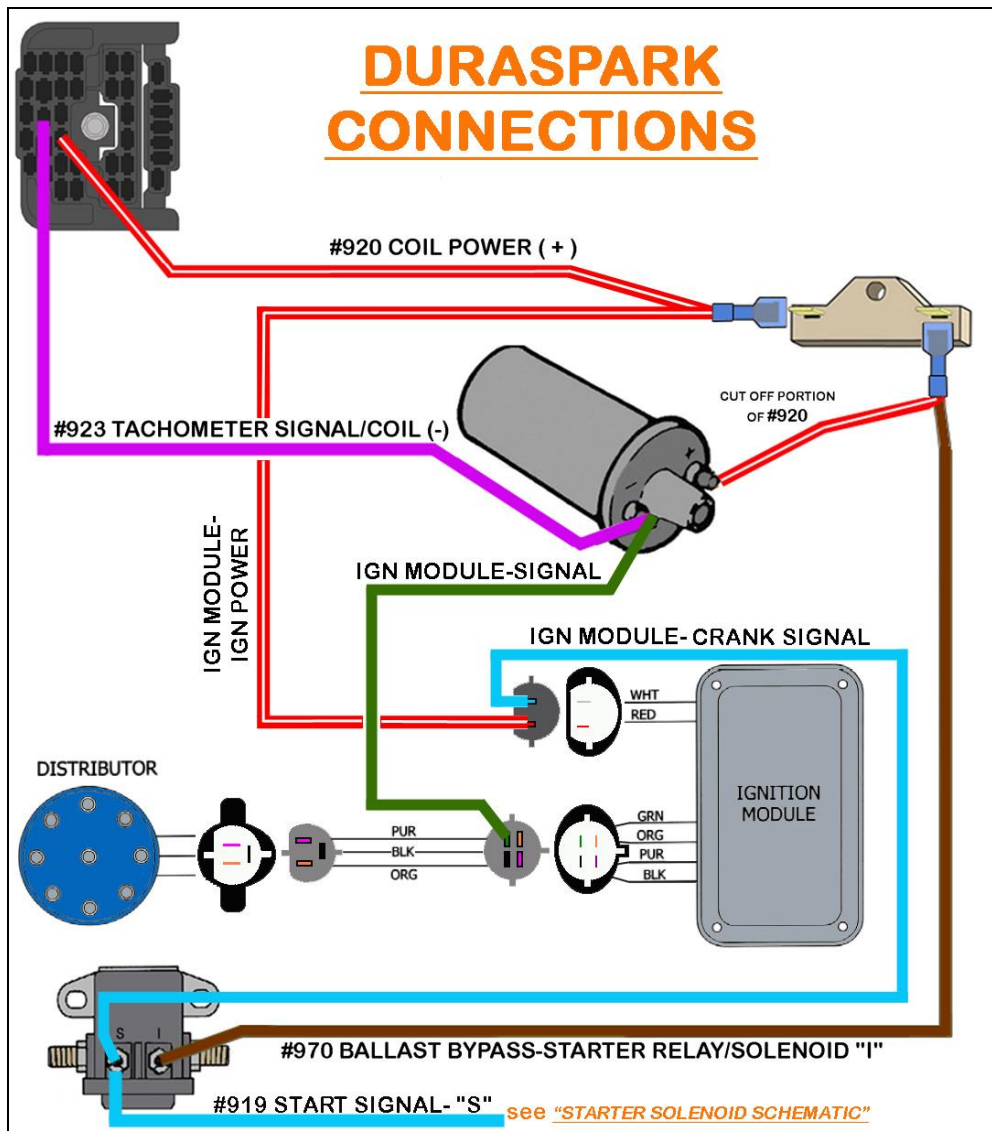 DURASPARK
CONNECTIONS
#920 COIL POWER ( + )
CUT OFF PORTION
OF #920
#923 TACHOMETER SIGNAL/COIL (-)
+
-
IGN MODULE-
IGN POWER
IGN MODULE-SIGNAL
IGN MODULE- CRANK SIGNAL
WHT
RED
DISTRIBUTOR
IGNITION
MODULE
PUR
BLK
ORG
GRN
ORG
PUR
BLK
S I
#970 BALLAST BYPASS-STARTER RELAY/SOLENOID "I"
#919 START SIGNAL- "S" see "STARTER SOLENOID SCHEMATIC"